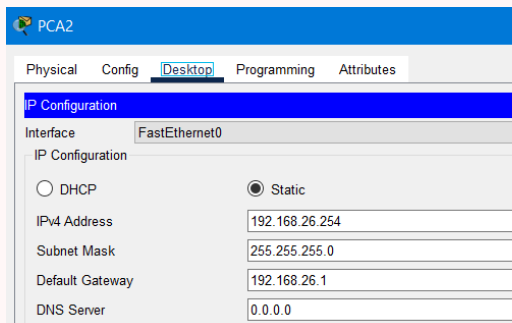 PCA2
Physical Config Desktop Programming Attributes
IP Configuration
Interface FastEthernet0
IP Configuration
DHCP Static
IPv4 Address 192.168.26.254
Subnet Mask 255.255.255.0
Default Gateway 192.168.26.1
DNS Server 0.0.0.0